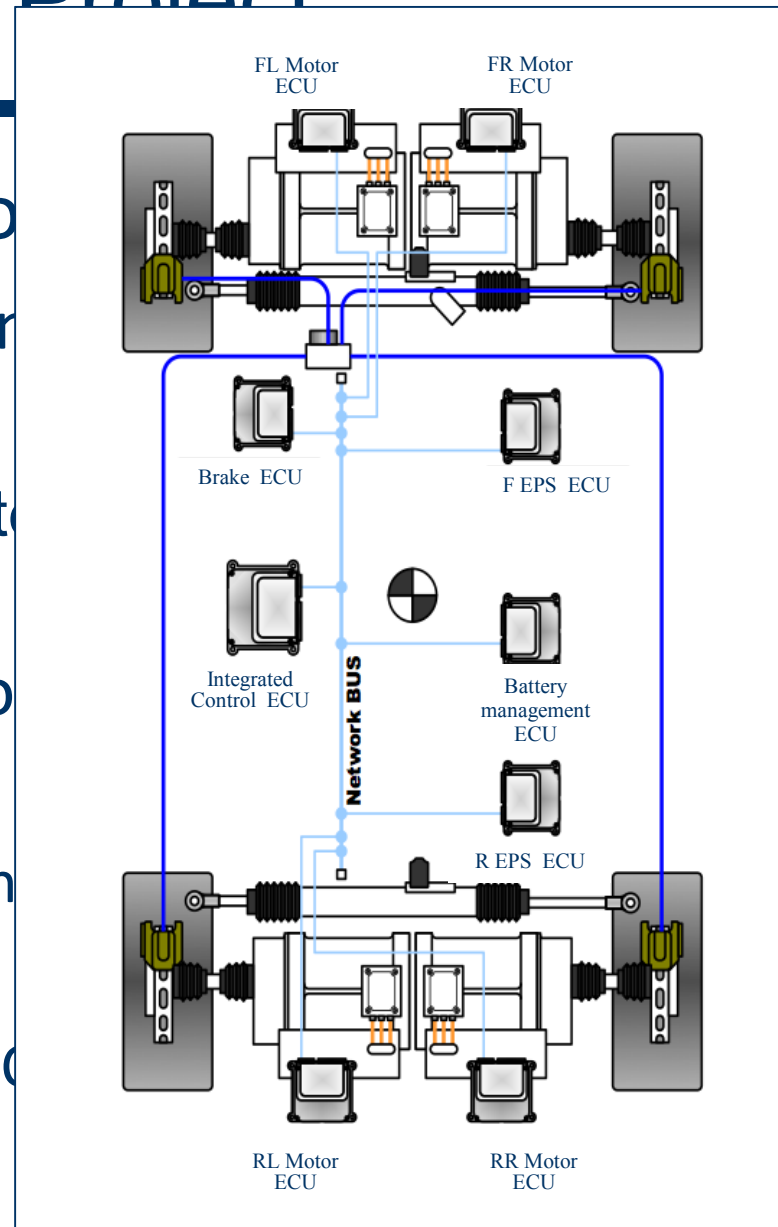 Project
FL Motor
ECU
FR Motor
ECU
Brake ECU
F EPS ECU
Integrated
Control ECU
Battery
management
ECU
Network BUS
R EPS ECU
RL Motor
ECU
RR Motor
ECU